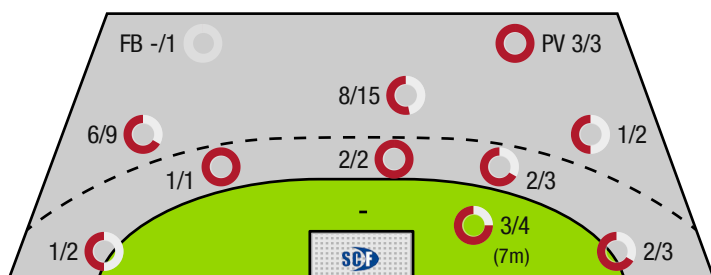 FB -/1
PV 3/3
8/15
6/9
1/2
1/1
2/2
2/3
-
1/2
SCF
3/4
(7m)
2/3